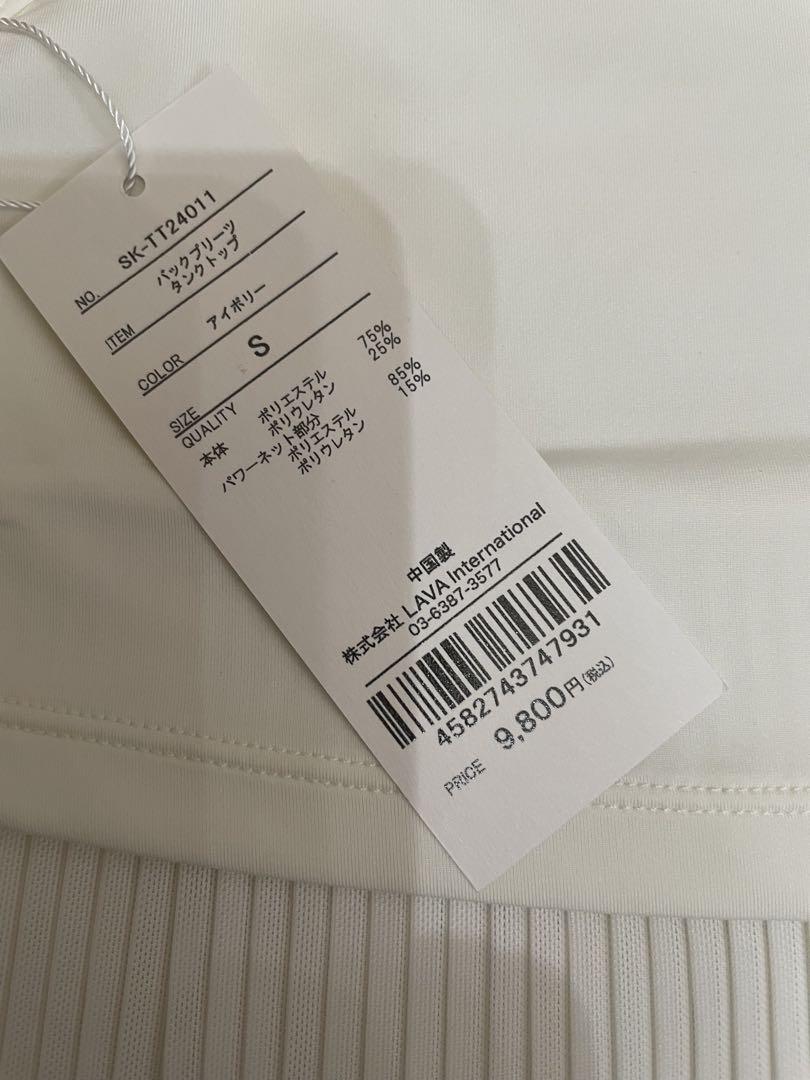 NO. SK-TT24011
ITEM バックプリーツ
タンクトップ
COLOR アイボリー
SIZE S
QUALITY
本体 ポリエステル 75%
ポリウレタン 25%
パワーネット部分
ポリエステル 85%
ポリウレタン 15%
中国製
株式会社 LAVA International
03-6387-3577
4582743747931
PRICE 9,800円(税込)